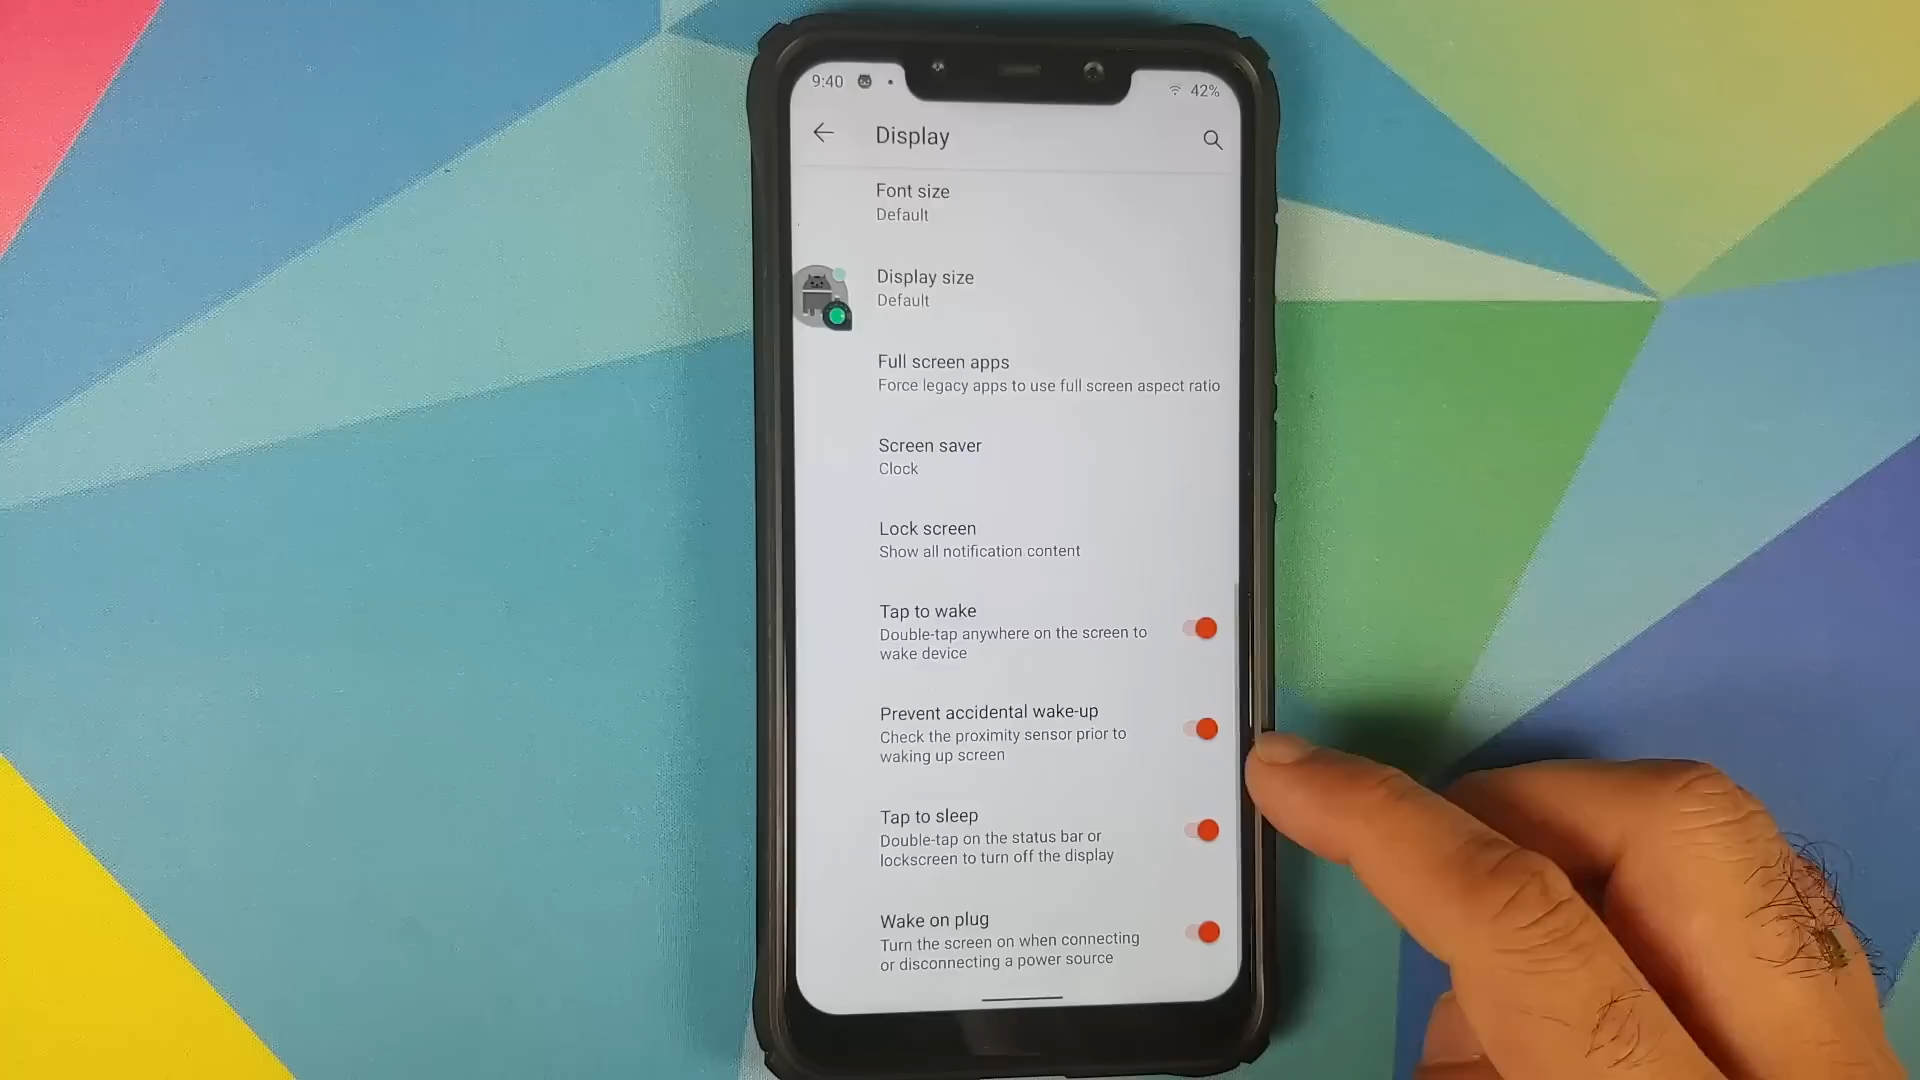 9:40
42%
Display
Font size
Default
Display size
Default
Full screen apps
Force legacy apps to use full screen aspect ratio
Screen saver
Clock
Lock screen
Show all notification content
Tap to wake
Double-tap anywhere on the screen to
wake device
Prevent accidental wake-up
Check the proximity sensor prior to
waking up screen
Tap to sleep
Double-tap on the status bar or
lockscreen to turn off the display
Wake on plug
Turn the screen on when connecting
or disconnecting a power source